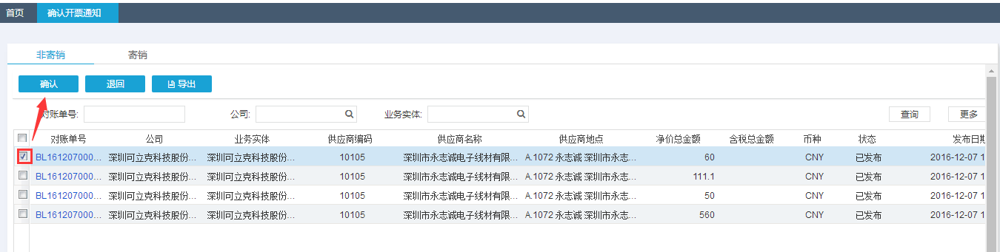 首页 确认开票通知
非寄销 寄销
确认 退回 导出
对账单号: 公司: 业务实体: 查询 更多
对账单号 公司 业务实体 供应商编码 供应商名称 供应商地点 净价总金额 含税总金额 币种 状态 发布日期
BL161207000... 深圳可立克科技股份... 深圳可立克科技股份... 10105 深圳市永志诚电子线材有限... A.1072 永志诚 深圳市永志... 60 CNY 已发布 2016-12-07 1
BL161207000... 深圳可立克科技股份... 深圳可立克科技股份... 10105 深圳市永志诚电子线材有限... A.1072 永志诚 深圳市永志... 111.1 CNY 已发布 2016-12-07 1
BL161207000... 深圳可立克科技股份... 深圳可立克科技股份... 10105 深圳市永志诚电子线材有限... A.1072 永志诚 深圳市永志... 50 CNY 已发布 2016-12-07 1
BL161207000... 深圳可立克科技股份... 深圳可立克科技股份... 10105 深圳市永志诚电子线材有限... A.1072 永志诚 深圳市永志... 560 CNY 已发布 2016-12-07 1